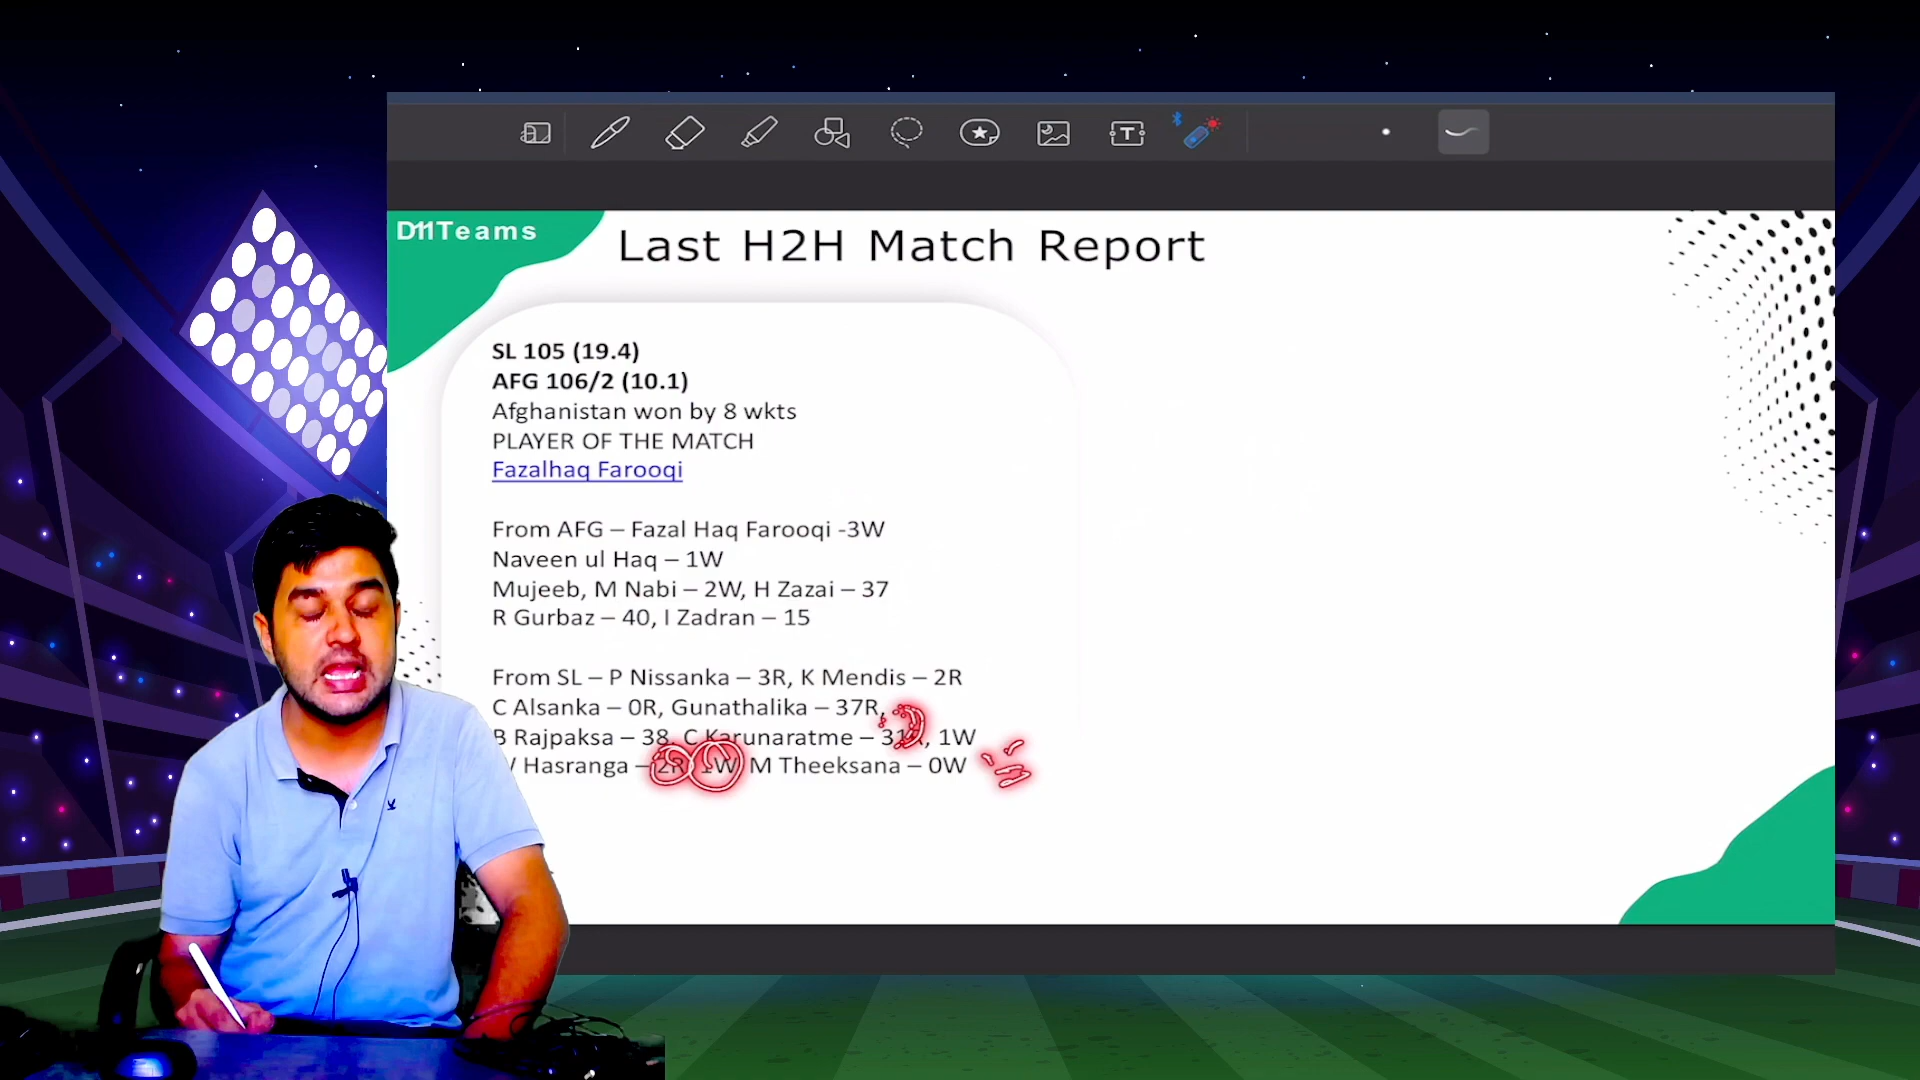 D11Teams
Last H2H Match Report
SL 105 (19.4)
AFG 106/2 (10.1)
Afghanistan won by 8 wkts
PLAYER OF THE MATCH
Fazalhaq Farooqi
From AFG – Fazal Haq Farooqi -3W
Naveen ul Haq – 1W
Mujeeb, M Nabi – 2W, H Zazai – 37
R Gurbaz – 40, I Zadran – 15
From SL – P Nissanka – 3R, K Mendis – 2R
C Alsanka – 0R, Gunathalika – 37R,
B Rajpaksa – 38, C Karunaratme – 31R, 1W
Hasranga – 2R, 1W, M Theeksana – 0W